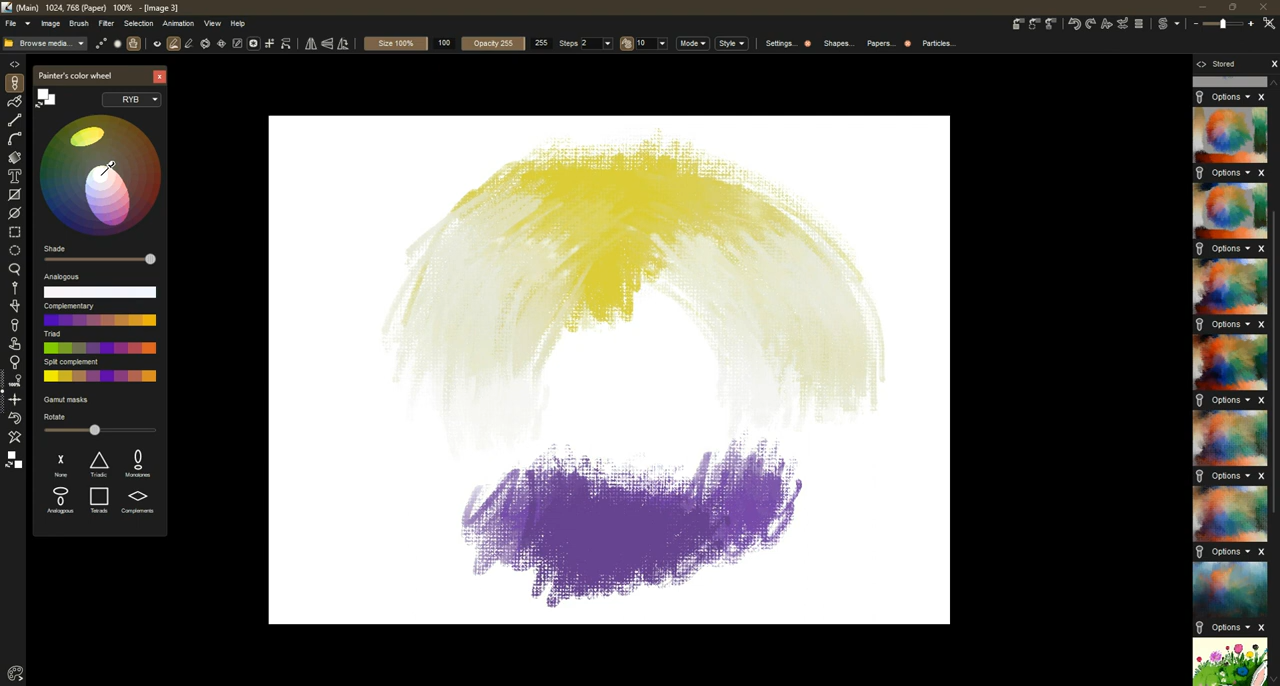 (Main) 1024, 768 (Paper) 100% - [Image 3]
File Image Brush Filter Selection Animation View Help
Browse media... Size 100% 100 Opacity 255 255 Steps 2 10 Mode Style Settings... Shapes... Papers... Particles...
Stored X
Painter's color wheel x
RYB
Shade
Analogous
Complementary
Triad
Split complement
Gamut masks
Rotate
X
None Triadic Monotones
Analogous Tetrads Complements
T
100%
Options X
Options X
Options X
Options X
Options X
Options X
Options X
Options X